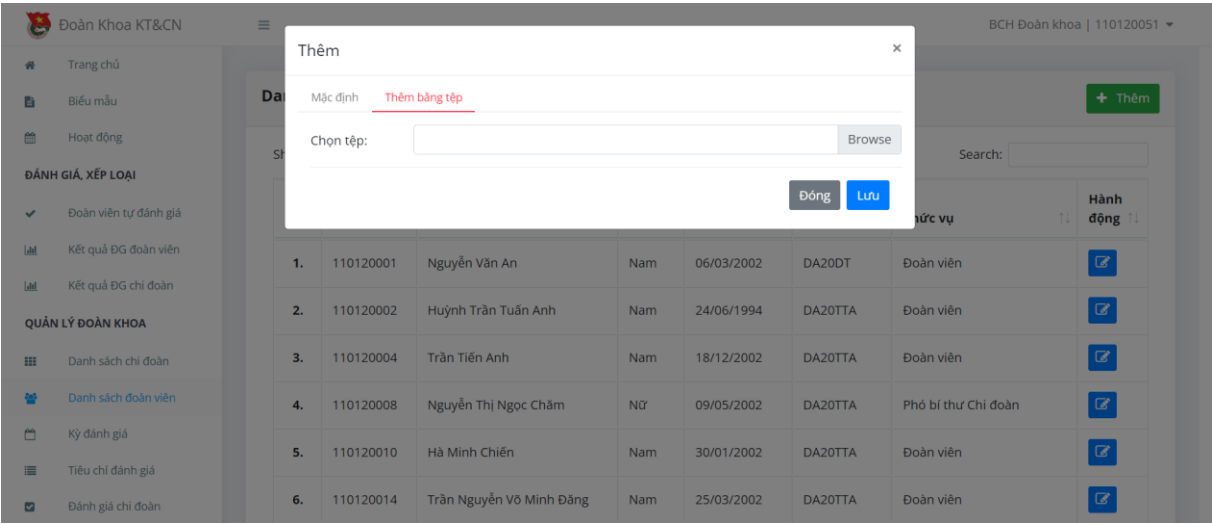 Đoàn Khoa KT&CN
BCH Đoàn khoa | 110120051
Trang chủ
Biểu mẫu
Hoạt động
ĐÁNH GIÁ, XẾP LOẠI
Đoàn viên tự đánh giá
Kết quả ĐG đoàn viên
Kết quả ĐG chi đoàn
QUẢN LÝ ĐOÀN KHOA
Danh sách chi đoàn
Danh sách đoàn viên
Kỳ đánh giá
Tiêu chí đánh giá
Đánh giá chi đoàn
Thêm ×
Mặc định Thêm bằng tệp
Chọn tệp: Browse
Đóng Lưu
+ Thêm
Search:
Hành động
1. 110120001 Nguyễn Văn An Nam 06/03/2002 DA20DT Đoàn viên
2. 110120002 Huỳnh Trần Tuấn Anh Nam 24/06/1994 DA20TTA Đoàn viên
3. 110120004 Trần Tiến Anh Nam 18/12/2002 DA20TTA Đoàn viên
4. 110120008 Nguyễn Thị Ngọc Chăm Nữ 09/05/2002 DA20TTA Phó bí thư Chi đoàn
5. 110120010 Hà Minh Chiến Nam 30/01/2002 DA20TTA Đoàn viên
6. 110120014 Trần Nguyễn Võ Minh Đăng Nam 25/03/2002 DA20TTA Đoàn viên